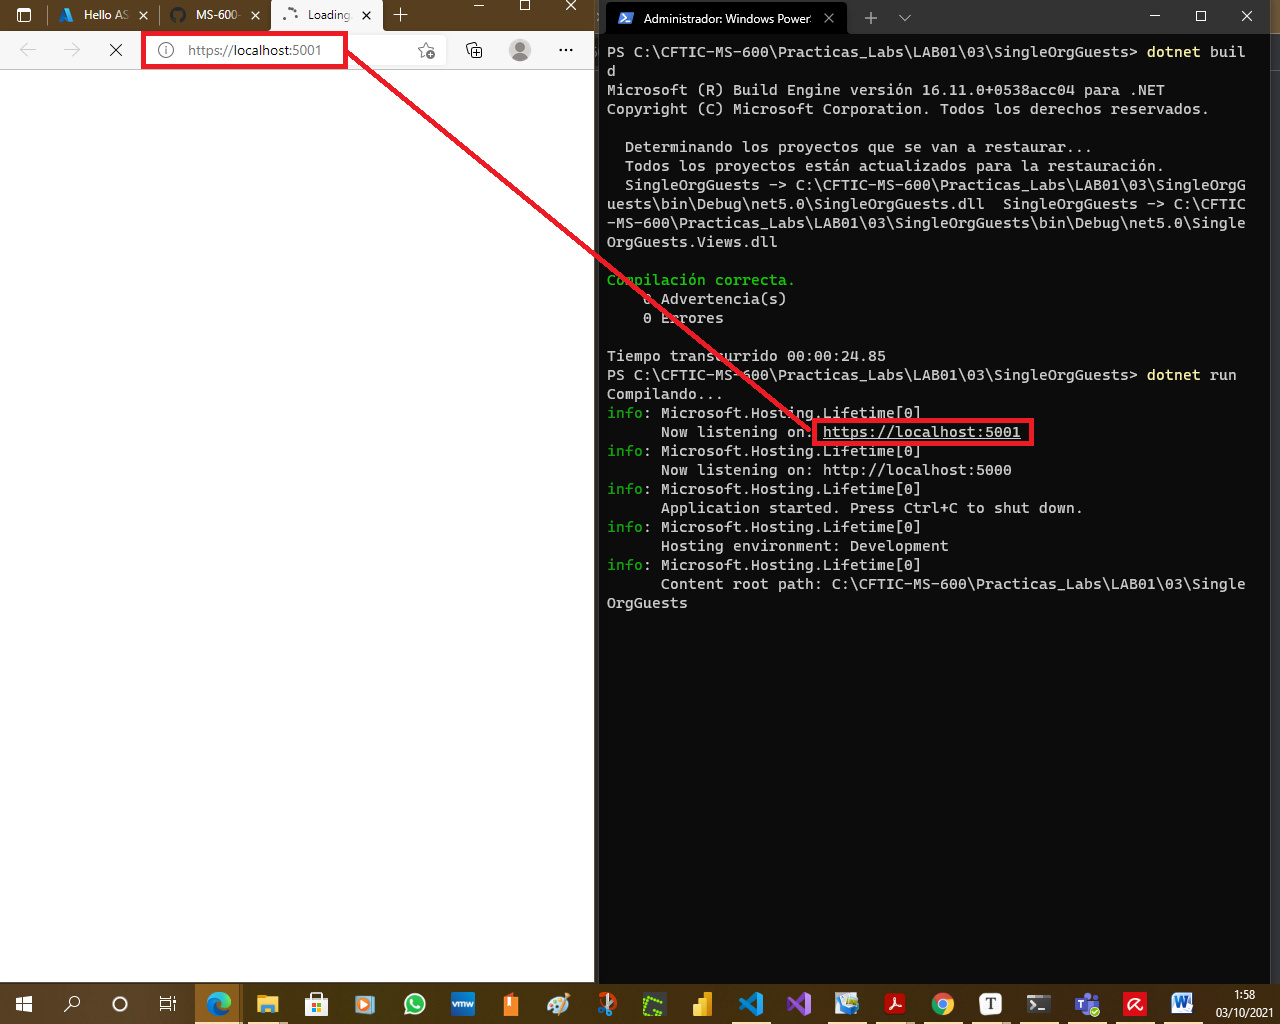 Hello AS
MS-600-
Loading
https://localhost:5001
Administrador: Windows Power
PS C:\CFTIC-MS-600\Practicas_Labs\LAB01\03\SingleOrgGuests> dotnet buil
d
Microsoft (R) Build Engine versión 16.11.0+0538acc04 para .NET
Copyright (C) Microsoft Corporation. Todos los derechos reservados.
Determinando los proyectos que se van a restaurar...
Todos los proyectos están actualizados para la restauración.
SingleOrgGuests -> C:\CFTIC-MS-600\Practicas_Labs\LAB01\03\SingleOrgG
uests\bin\Debug\net5.0\SingleOrgGuests.dll  SingleOrgGuests -> C:\CFTIC
-MS-600\Practicas_Labs\LAB01\03\SingleOrgGuests\bin\Debug\net5.0\Single
OrgGuests.Views.dll
Compilación correcta.
0 Advertencia(s)
0 Errores
Tiempo transcurrido 00:00:24.85
PS C:\CFTIC-MS-600\Practicas_Labs\LAB01\03\SingleOrgGuests> dotnet run
Compilando...
info: Microsoft.Hosting.Lifetime[0]
Now listening on: https://localhost:5001
info: Microsoft.Hosting.Lifetime[0]
Now listening on: http://localhost:5000
info: Microsoft.Hosting.Lifetime[0]
Application started. Press Ctrl+C to shut down.
info: Microsoft.Hosting.Lifetime[0]
Hosting environment: Development
info: Microsoft.Hosting.Lifetime[0]
Content root path: C:\CFTIC-MS-600\Practicas_Labs\LAB01\03\Single
OrgGuests
vmw
T
W
1:58
03/10/2021